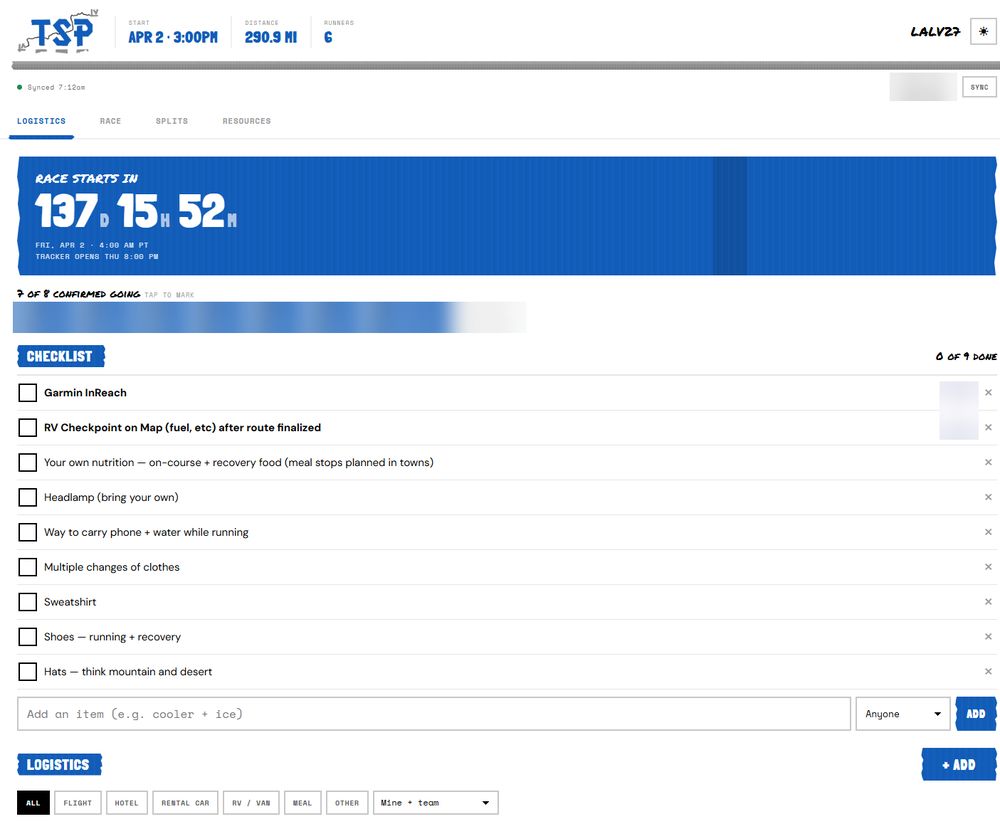 TSP
LA
LV
START
APR 2 · 3:00PM
DISTANCE
290.9 MI
RUNNERS
6
LALV27
Synced 7:12am
SYNC
LOGISTICS
RACE
SPLITS
RESOURCES
RACE STARTS IN
137D 15H 52M
FRI, APR 2 · 4:00 AM PT
TRACKER OPENS THU 8:00 PM
7 OF 8 CONFIRMED GOING TAP TO MARK
CHECKLIST
0 OF 9 DONE
Garmin InReach ×
RV Checkpoint on Map (fuel, etc) after route finalized ×
Your own nutrition — on-course + recovery food (meal stops planned in towns) ×
Headlamp (bring your own) ×
Way to carry phone + water while running ×
Multiple changes of clothes ×
Sweatshirt ×
Shoes — running + recovery ×
Hats — think mountain and desert ×
Add an item (e.g. cooler + ice)
Anyone
ADD
LOGISTICS
+ ADD
ALL
FLIGHT
HOTEL
RENTAL CAR
RV / VAN
MEAL
OTHER
Mine + team